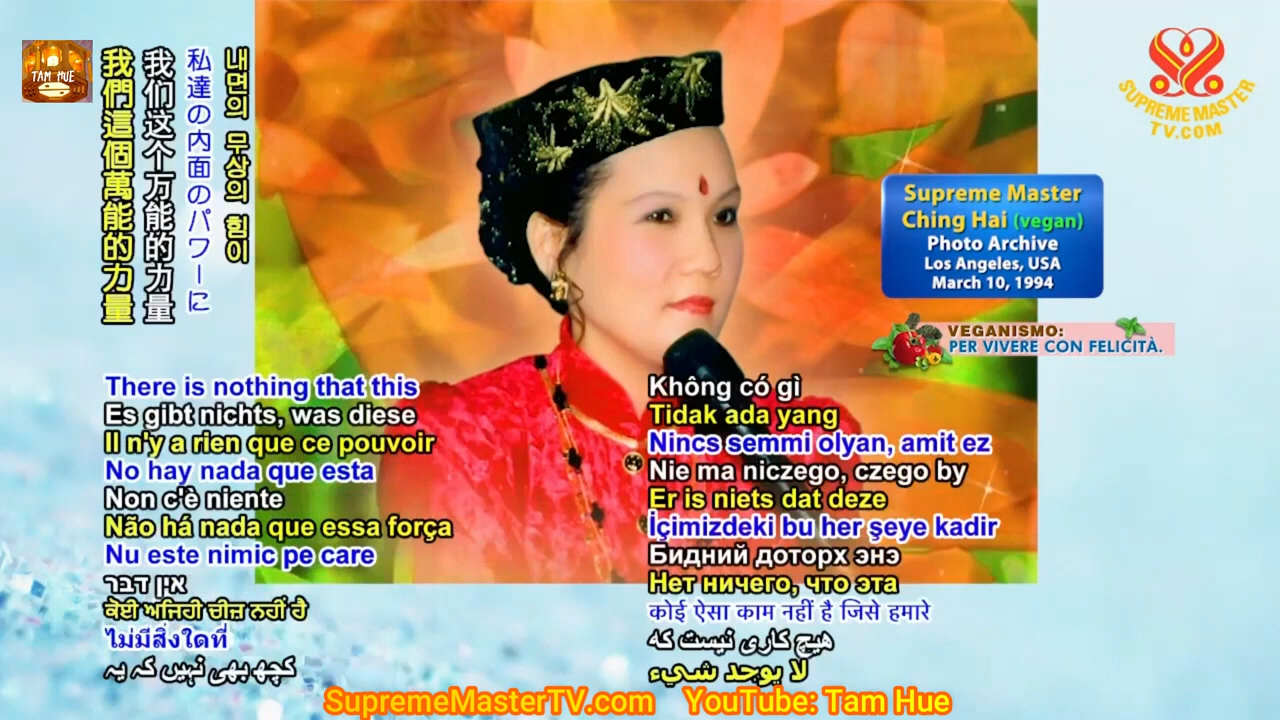 TAM HUE
我們這個萬能的力量
我们这个万能的力量
私達の内面のパワーに
내면의 무상의 힘이
SUPREME MASTER
TV.COM
Supreme Master
Ching Hai (vegan)
Photo Archive
Los Angeles, USA
March 10, 1994
VEGANISMO:
PER VIVERE CON FELICITÀ.
There is nothing that this
Es gibt nichts, was diese
Il n'y a rien que ce pouvoir
No hay nada que esta
Non c'è niente
Não há nada que essa força
Nu este nimic pe care
אין דבר
ਕੋਈ ਅਜਿਹੀ ਚੀਜ਼ ਨਹੀਂ ਹੈ
ไม่มีสิ่งใดที่
کچھ بھی نہیں کہ یہ
Không có gì
Tidak ada yang
Nincs semmi olyan, amit ez
Nie ma niczego, czego by
Er is niets dat deze
İçimizdeki bu her şeye kadir
Бидний доторх энэ
Нет ничего, что эта
कोई ऐसा काम नहीं है जिसे हमारे
هیچ کاری نیست که
لا يوجد شيء
SupremeMasterTV.com YouTube: Tam Hue